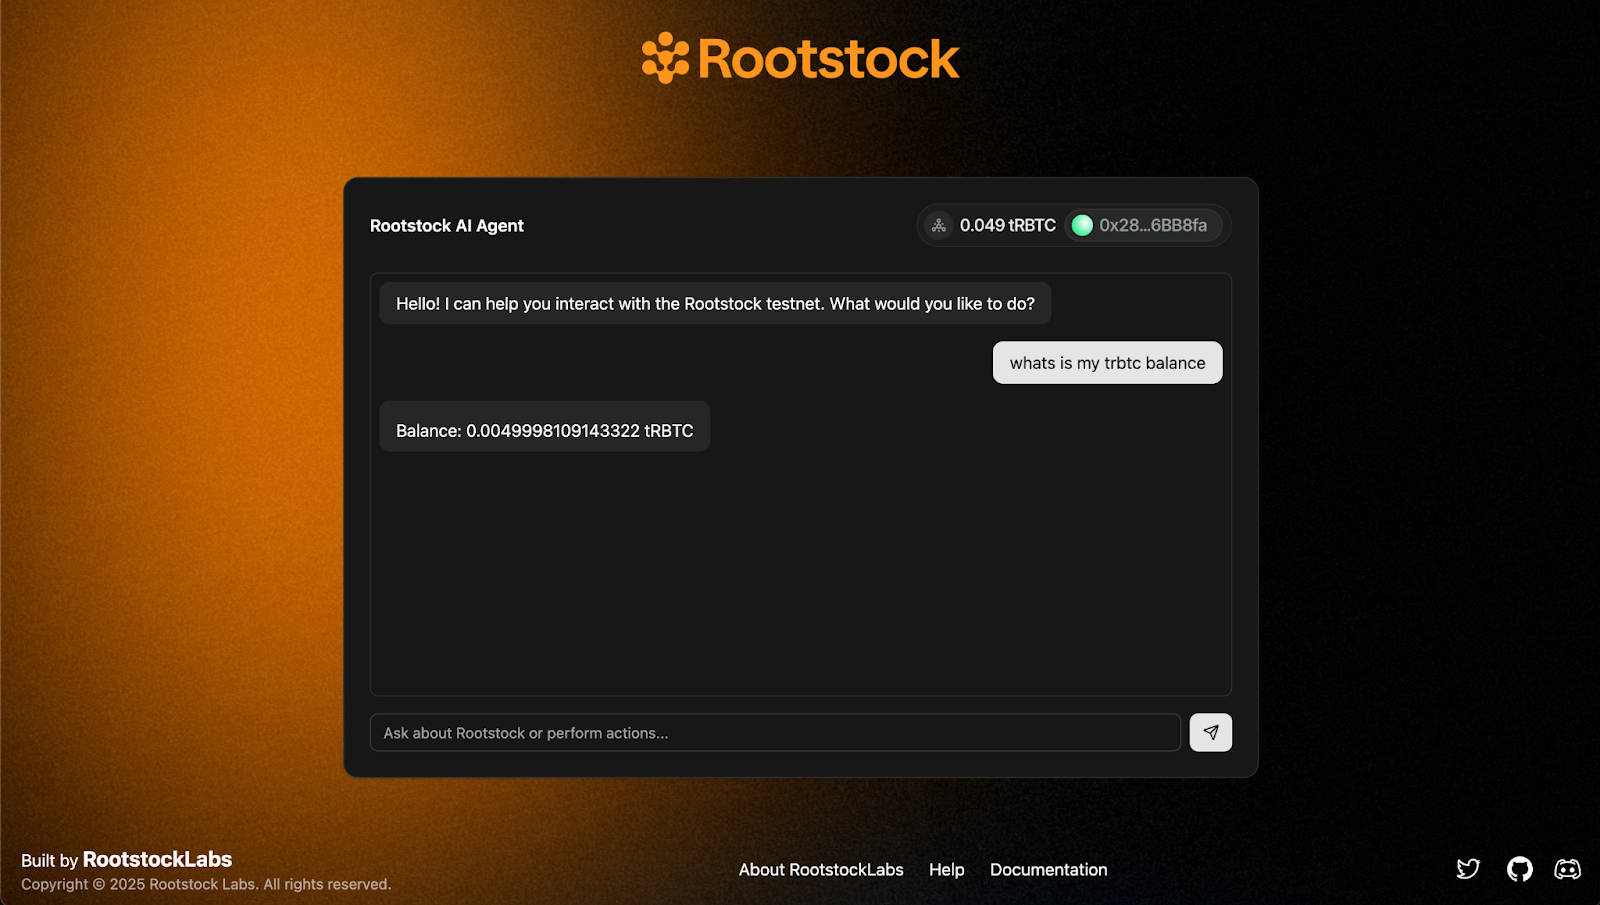 Rootstock
Rootstock AI Agent
0.049 tRBTC
0x28...6BB8fa
Hello! I can help you interact with the Rootstock testnet. What would you like to do?
whats is my trbtc balance
Balance: 0.0049998109143322 tRBTC
Ask about Rootstock or perform actions...
Built by RootstockLabs
Copyright © 2025 Rootstock Labs. All rights reserved.
About RootstockLabs
Help
Documentation